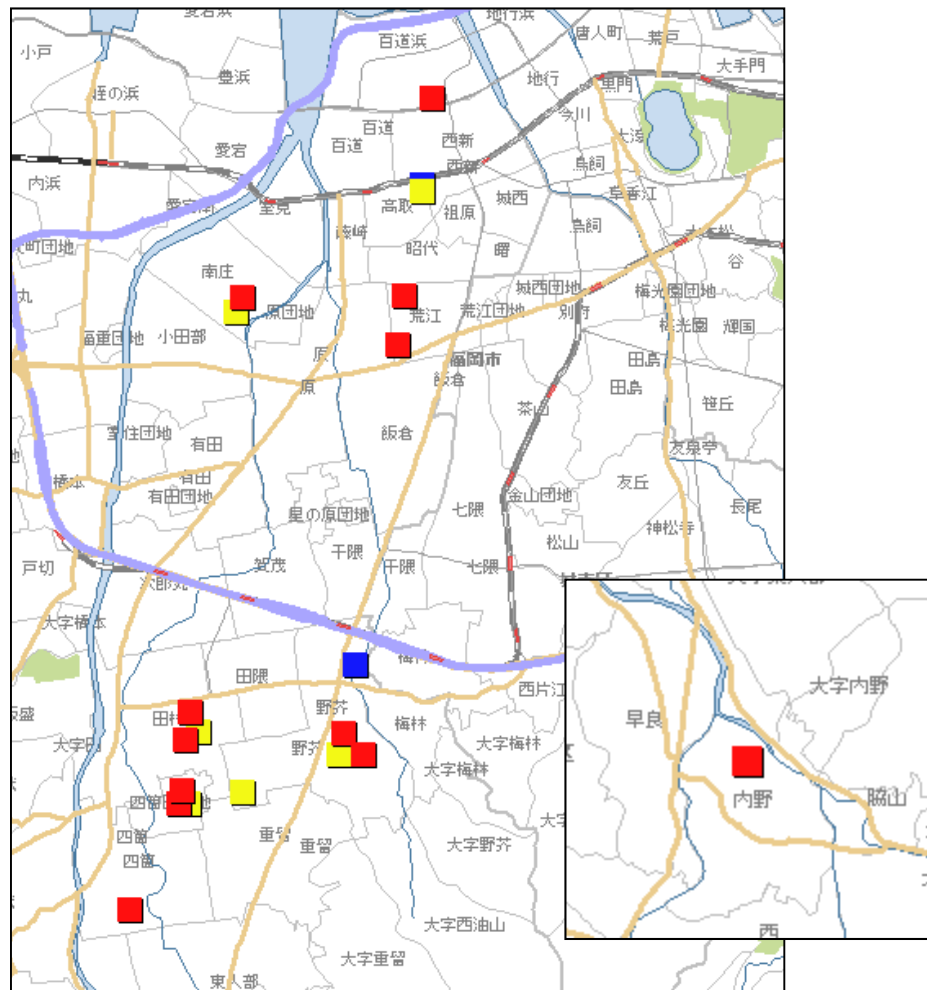 地行浜
唐人町
荒戸
小戸
百道浜
大手門
豊浜
地行
黒門
姪の浜
今川
百道
西新
百道
愛宕
鳥飼
西新
内浜
草香江
高取
城西
室見
祖原
藤崎
鳥飼
昭代
曙
町団地
谷
南庄
城西団地
梅光園団地
丸
原団地
荒江
荒江団地
別府
梅光園
輝国
福重団地
小田部
原
福岡市
田島
飯倉
原
田島
笹丘
茶山
室住団地
飯倉
有田
友泉亭
有田
橋本
友丘
有田団地
金山団地
長尾
星の原団地
七隈
神松寺
干隈
松山
戸切
賀茂
干隈
七隈
次郎丸
大字橋本
田隈
西片江
大字内野
野芥
梅林
早良
大字梅林
野芥
大字梅林
内野
脇山
四箇
重留
重留
大字野芥
四箇
大字西油山
西
大字重留
東入部